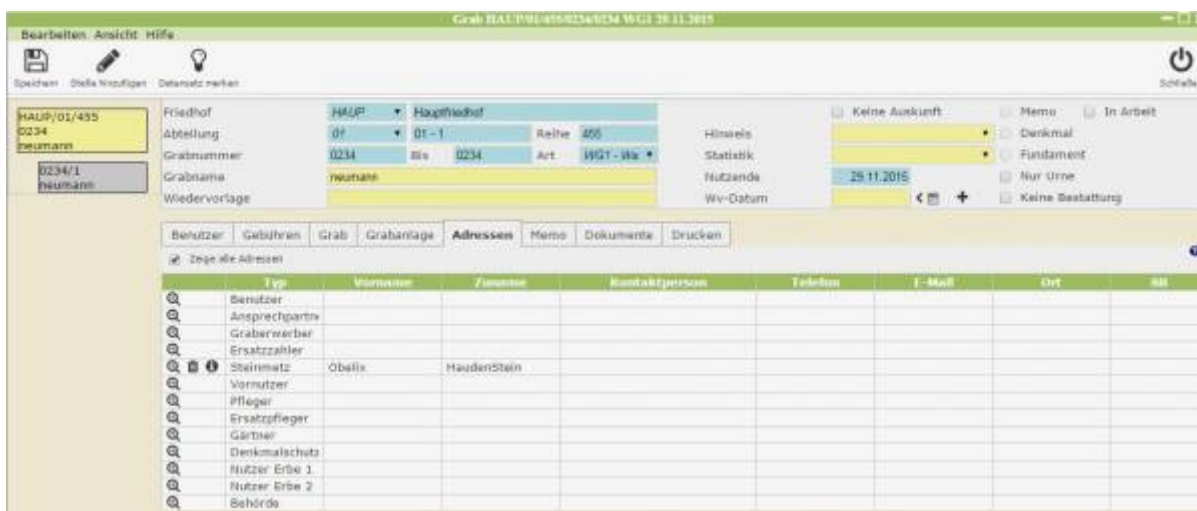 Grab HAUP/01/455/0234/0234 WG1 29.11.2015
Bearbeiten Ansicht Hilfe
Speichern Stelle hinzufügen Datensatz merken
HAUP/01/455
0234
neumann
0234/1
neumann
Friedhof HAUP Hauptfriedhof Keine Auskunft Memo In Arbeit
Abteilung 01 01 - 1 Reihe 455 Hinweis Denkmal
Grabnummer 0234 Bis 0234 Art WG1 - Wa Statistik Fundament
Grabname neumann Nutzende 29.11.2015 Nur Urne
Wiedervorlage Wv-Datum Keine Bestattung
Benutzer Gebühren Grab Grabanlage Adressen Memo Dokumente Drucken
Zeige alle Adressen
Typ Vorname Zuname Kontaktperson Telefon E-Mail Ort
Benutzer
Ansprechpartne
Graberwerber
Ersatzzahler
Steinmetz Obelix HaudenStein
Vornutzer
Pfleger
Ersatzpfleger
Gärtner
Denkmalschutz
Nutzer Erbe 1
Nutzer Erbe 2
Behörde